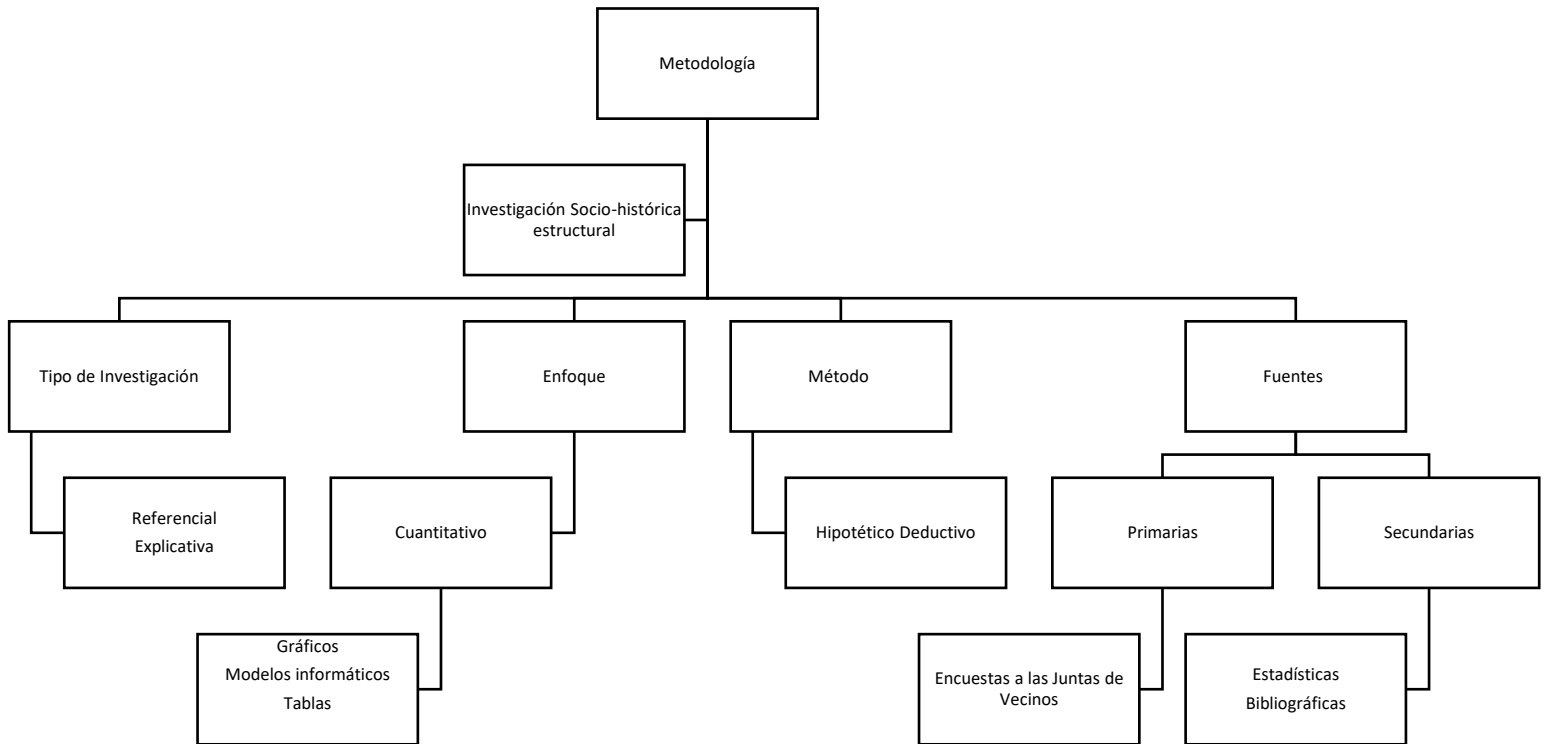 Metodología
Investigación Socio-histórica
estructural
Tipo de Investigación
Enfoque
Método
Fuentes
Referencial
Explicativa
Cuantitativo
Hipotético Deductivo
Primarias
Secundarias
Gráficos
Modelos informáticos
Tablas
Encuestas a las Juntas de
Vecinos
Estadísticas
Bibliográficas